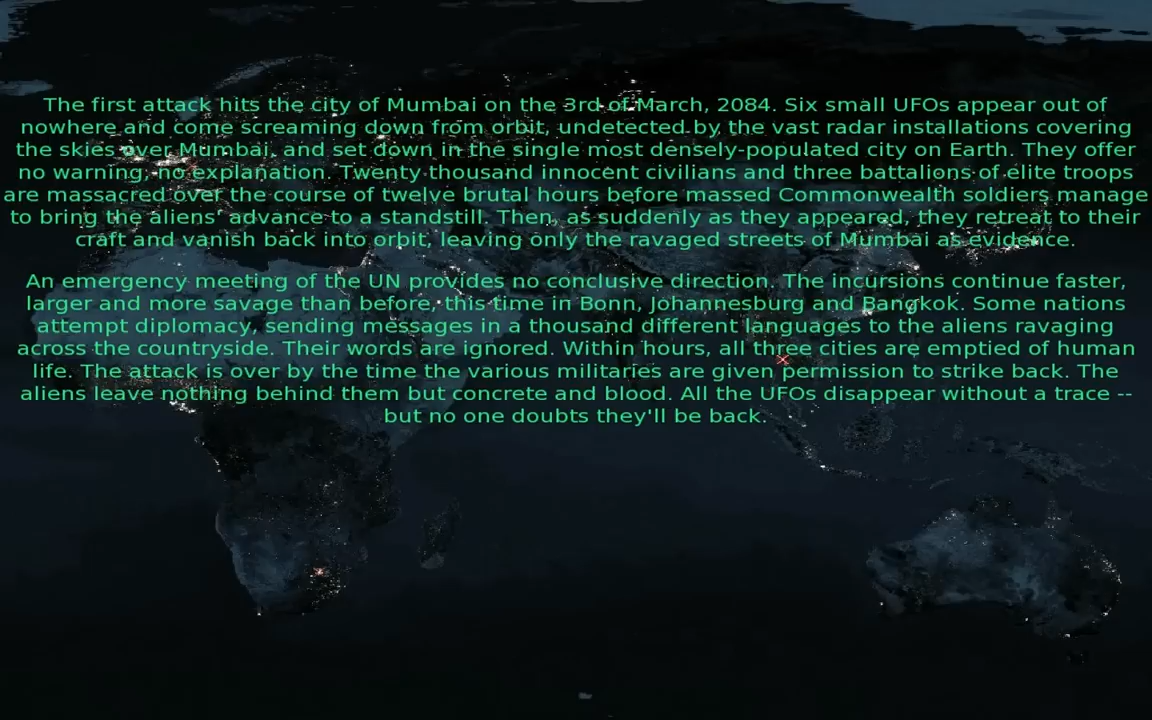 The first attack hits the city of Mumbai on the 3rd of March, 2084. Six small UFOs appear out of
nowhere and come screaming down from orbit, undetected by the vast radar installations covering
the skies over Mumbai, and set down in the single most densely-populated city on Earth. They offer
no warning, no explanation. Twenty thousand innocent civilians and three battalions of elite troops
are massacred over the course of twelve brutal hours before massed Commonwealth soldiers manage
to bring the aliens' advance to a standstill. Then, as suddenly as they appeared, they retreat to their
craft and vanish back into orbit, leaving only the ravaged streets of Mumbai as evidence.
An emergency meeting of the UN provides no conclusive direction. The incursions continue faster,
larger and more savage than before, this time in Bonn, Johannesburg and Bangkok. Some nations
attempt diplomacy, sending messages in a thousand different languages to the aliens ravaging
across the countryside. Their words are ignored. Within hours, all three cities are emptied of human
life. The attack is over by the time the various militaries are given permission to strike back. The
aliens leave nothing behind them but concrete and blood. All the UFOs disappear without a trace --
but no one doubts they'll be back.